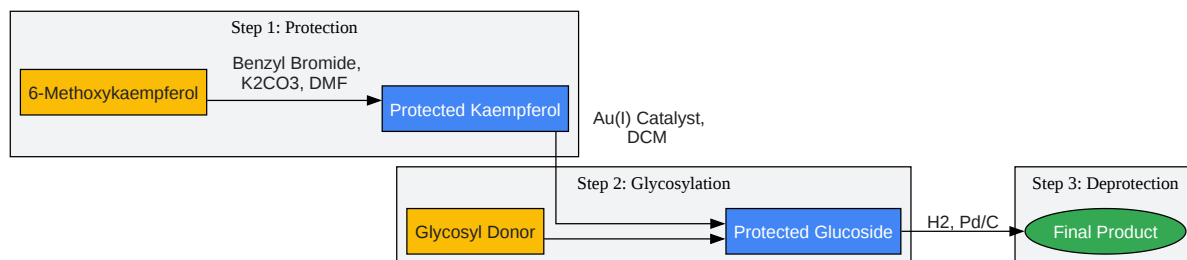 Step 1: Protection
Benzyl Bromide,
K2CO3, DMF
6-Methoxykaempferol
Protected Kaempferol
Au(I) Catalyst,
DCM
Step 2: Glycosylation
Glycosyl Donor
Protected Glucoside
H2, Pd/C
Step 3: Deprotection
Final Product